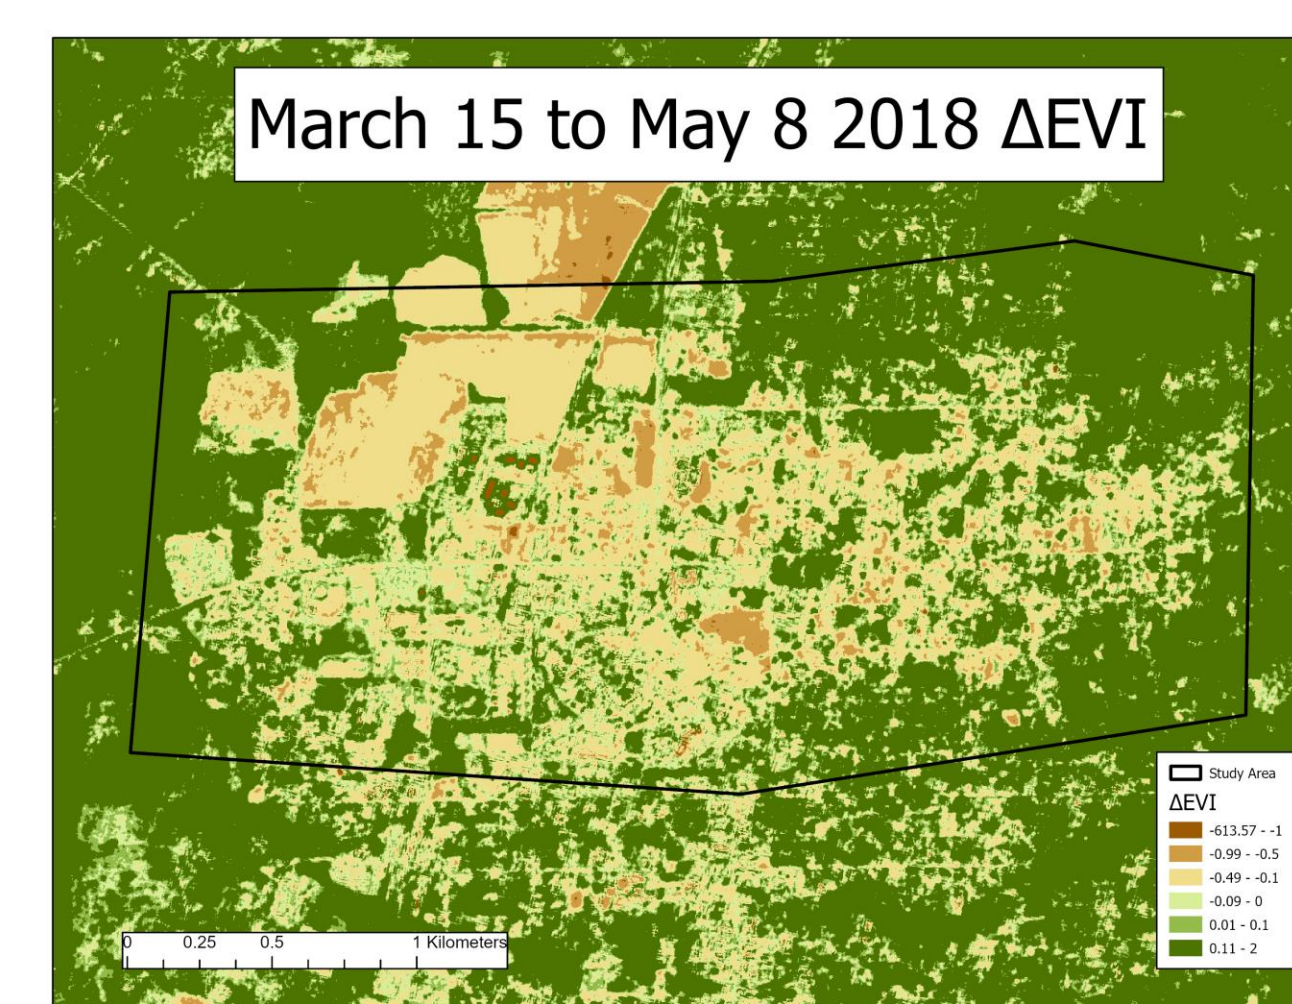 March 15 to May 8 2018 ΔEVI
Study Area
ΔEVI
-613.57 - -1
-0.99 - -0.5
-0.49 - -0.1
-0.09 - 0
0.01 - 0.1
0.11 - 2
0 0.25 0.5 1 Kilometers